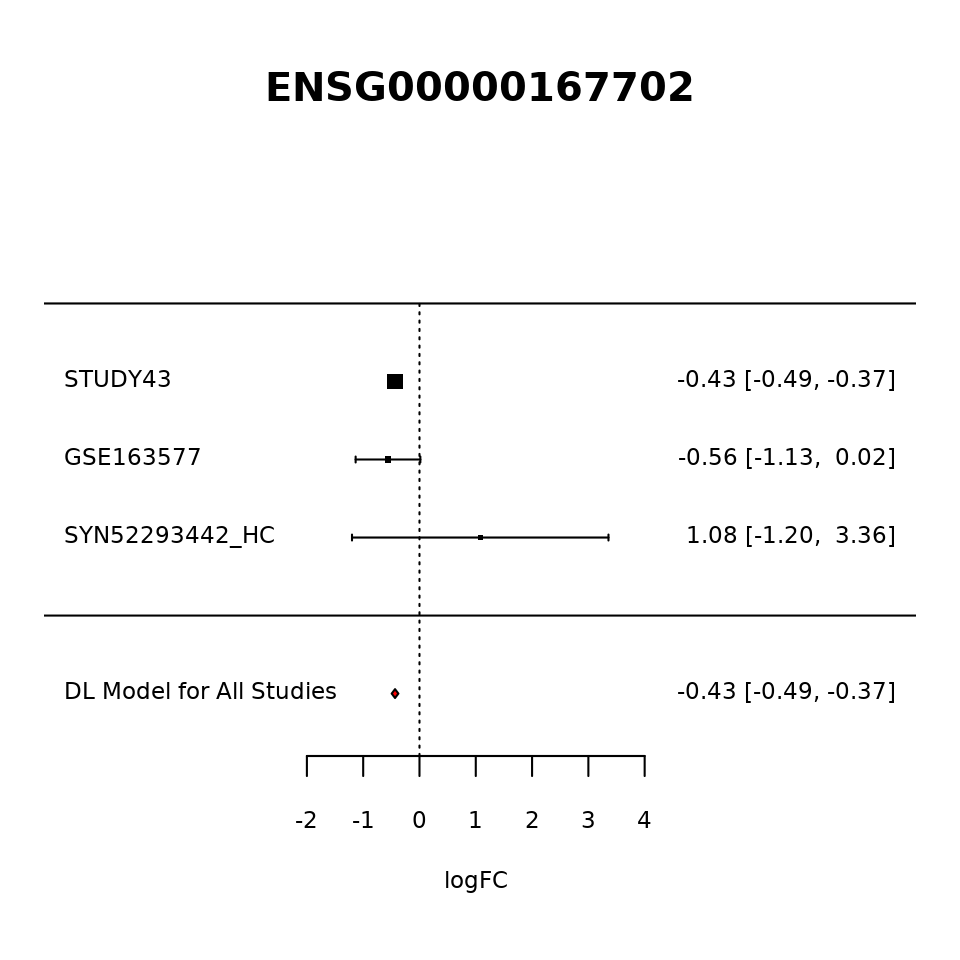 ENSG00000167702
STUDY43 -0.43 [-0.49, -0.37]
GSE163577 -0.56 [-1.13, 0.02]
SYN52293442_HC 1.08 [-1.20, 3.36]
DL Model for All Studies -0.43 [-0.49, -0.37]
-2 -1 0 1 2 3 4
logFC